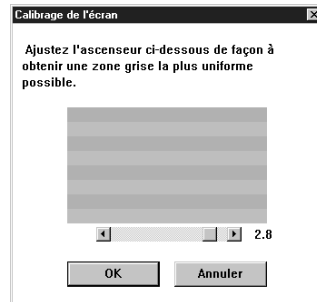 Calibrage de l'écran
Ajustez l'ascenseur ci-dessous de façon à
obtenir une zone grise la plus uniforme
possible.
2.8
OK Annuler